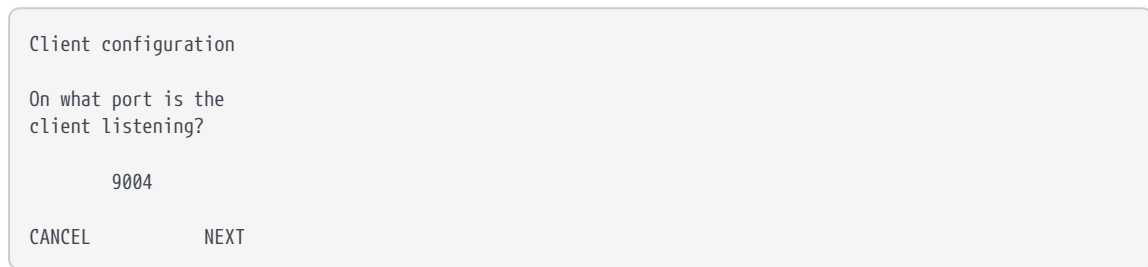 Client configuration
On what port is the
client listening?
9004
CANCEL NEXT